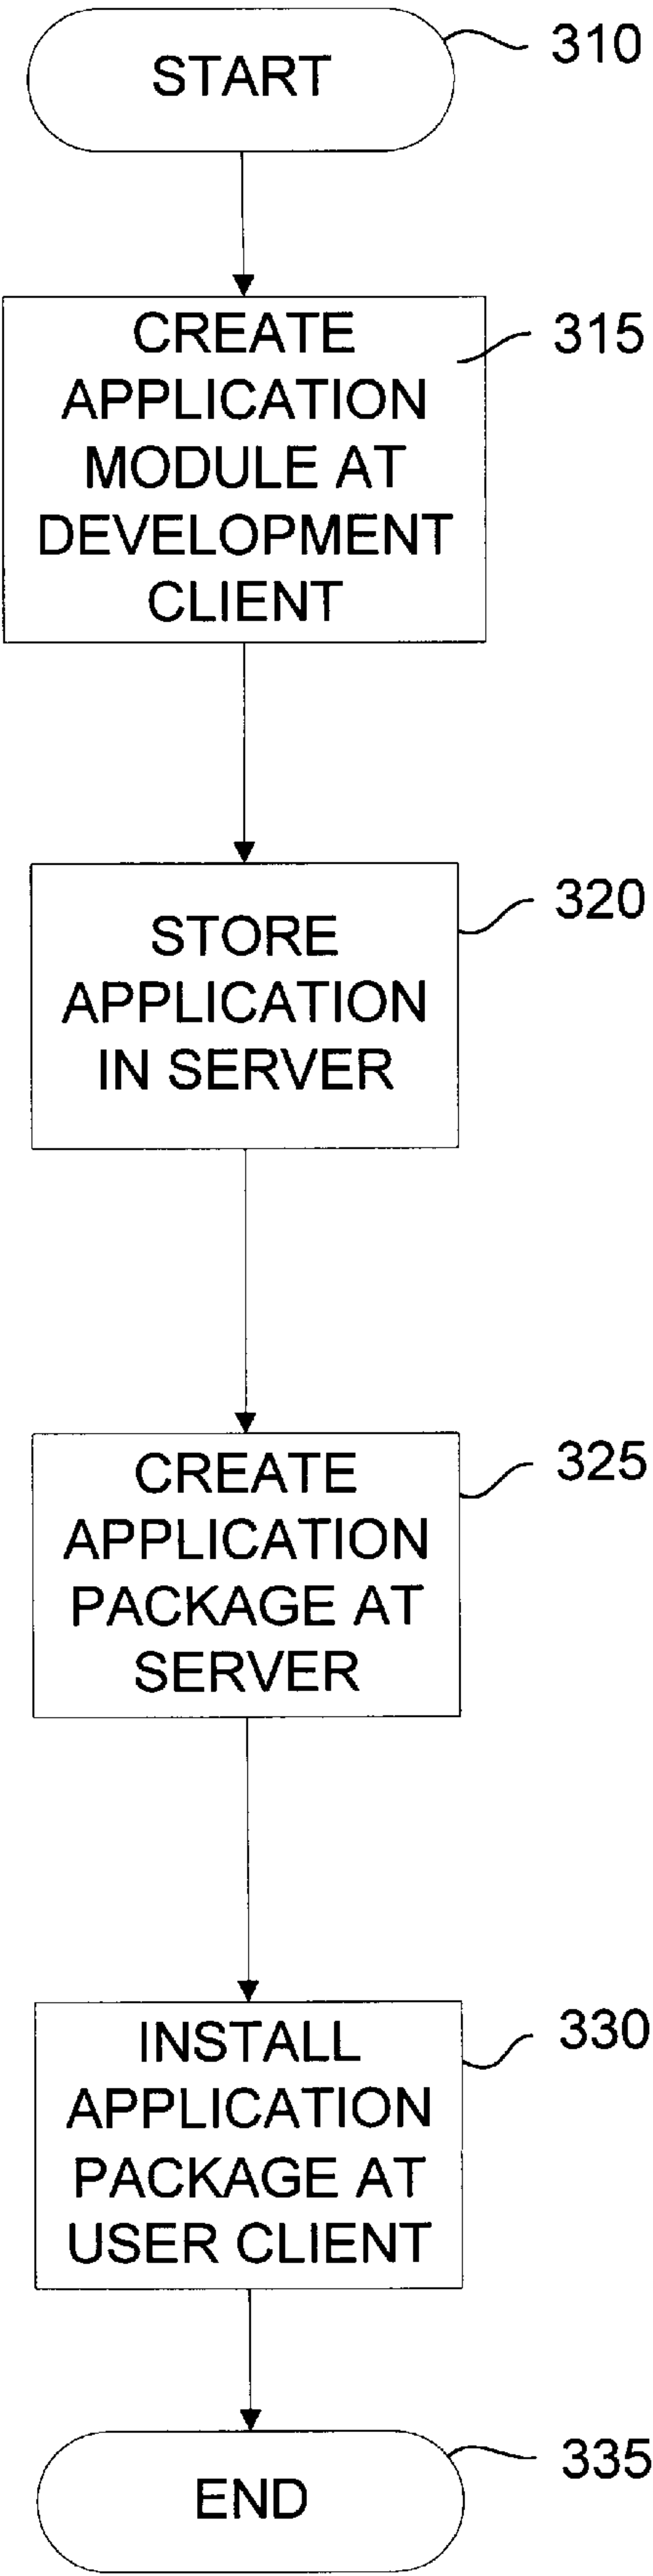 START
310
CREATE
APPLICATION
MODULE AT
DEVELOPMENT
CLIENT
315
STORE
APPLICATION
IN SERVER
320
CREATE
APPLICATION
PACKAGE AT
SERVER
325
INSTALL
APPLICATION
PACKAGE AT
USER CLIENT
330
END
335